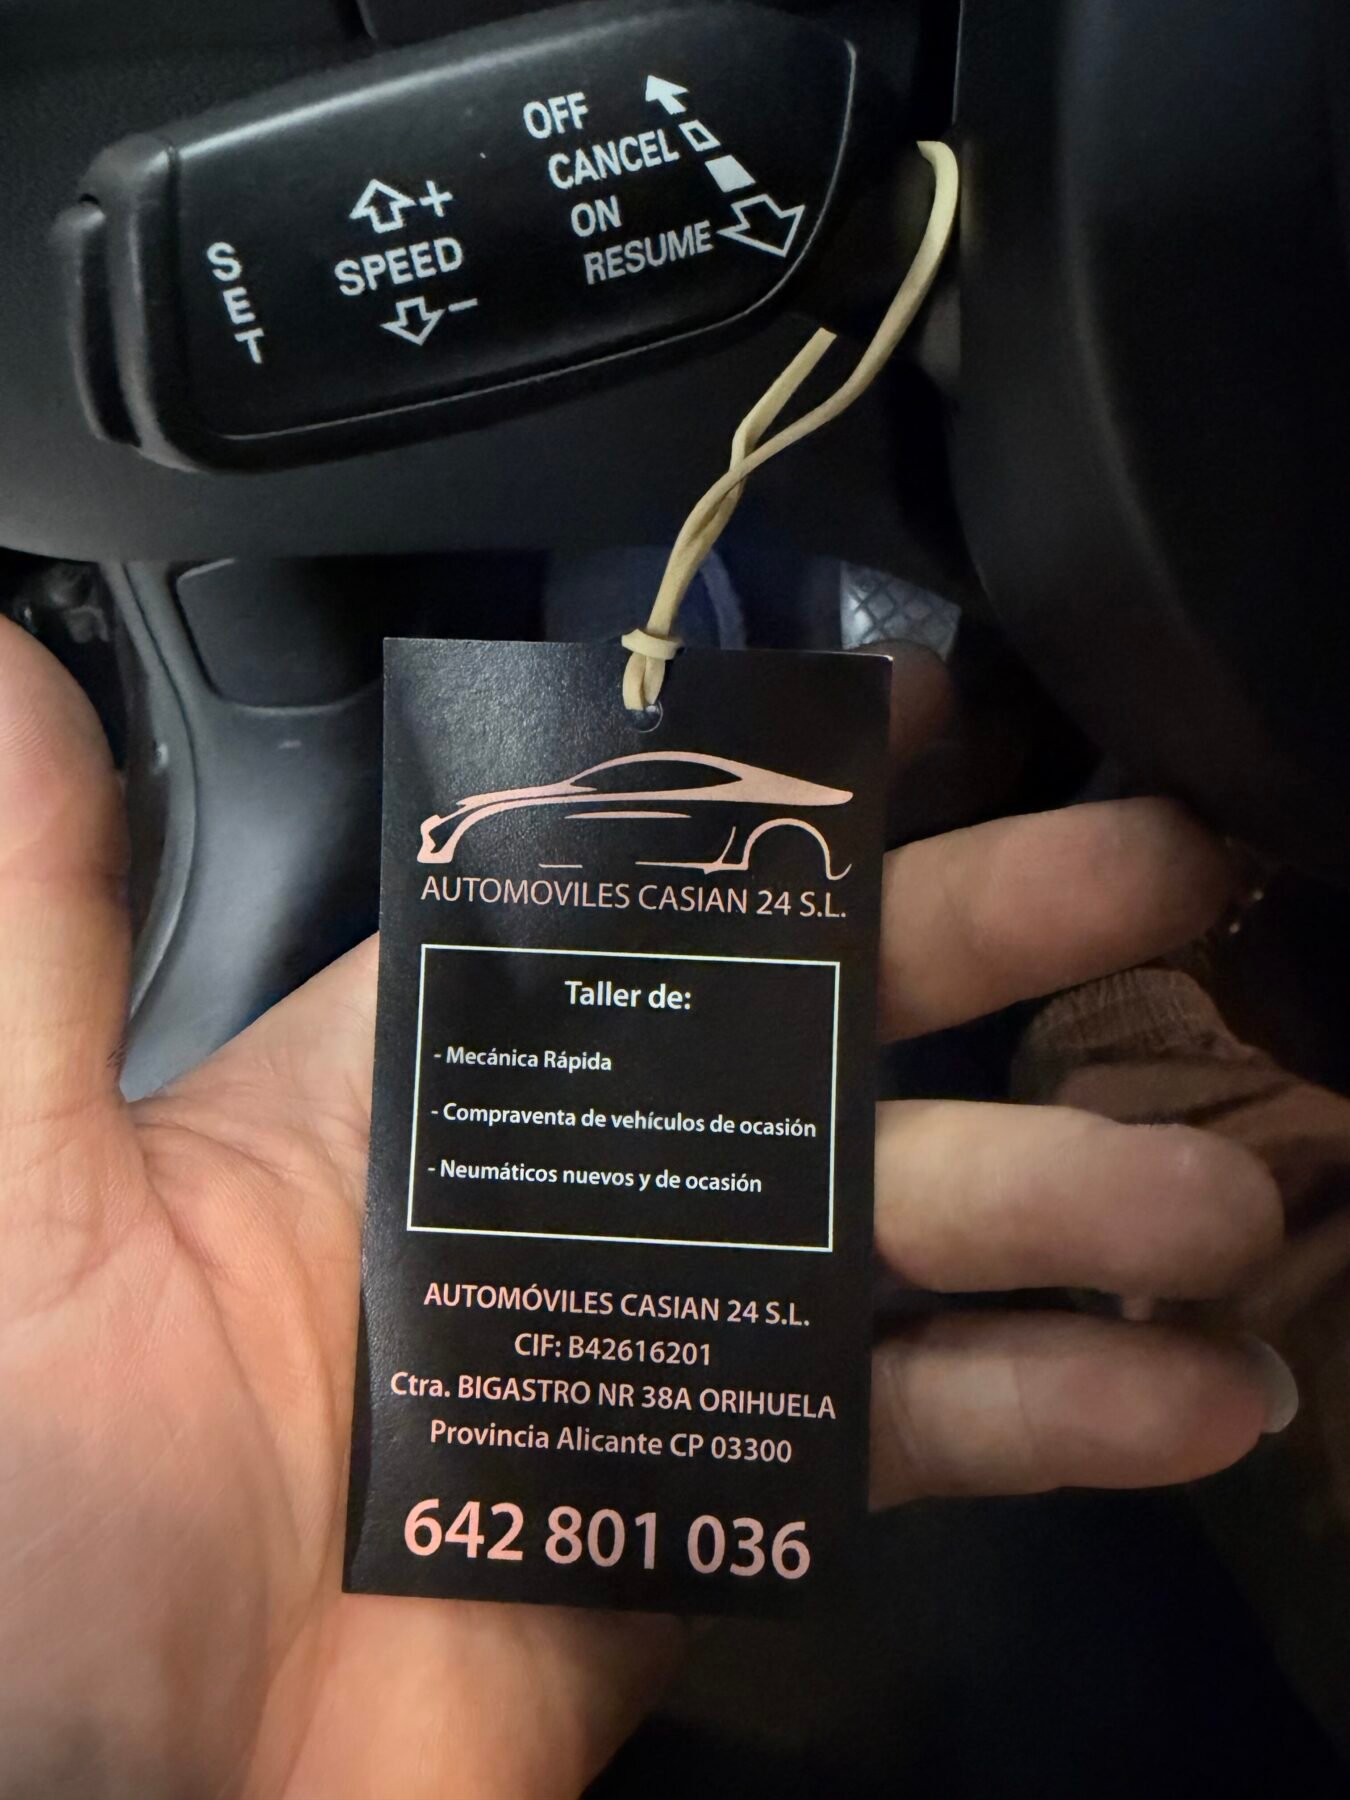 OFF
CANCEL
ON
RESUME
+
SPEED
-
SET
AUTOMOVILES CASIAN 24 S.L.
Taller de:
- Mecánica Rápida
- Compraventa de vehículos de ocasión
- Neumáticos nuevos y de ocasión
AUTOMÓVILES CASIAN 24 S.L.
CIF: B42616201
Ctra. BIGASTRO NR 38A ORIHUELA
Provincia Alicante CP 03300
642 801 036